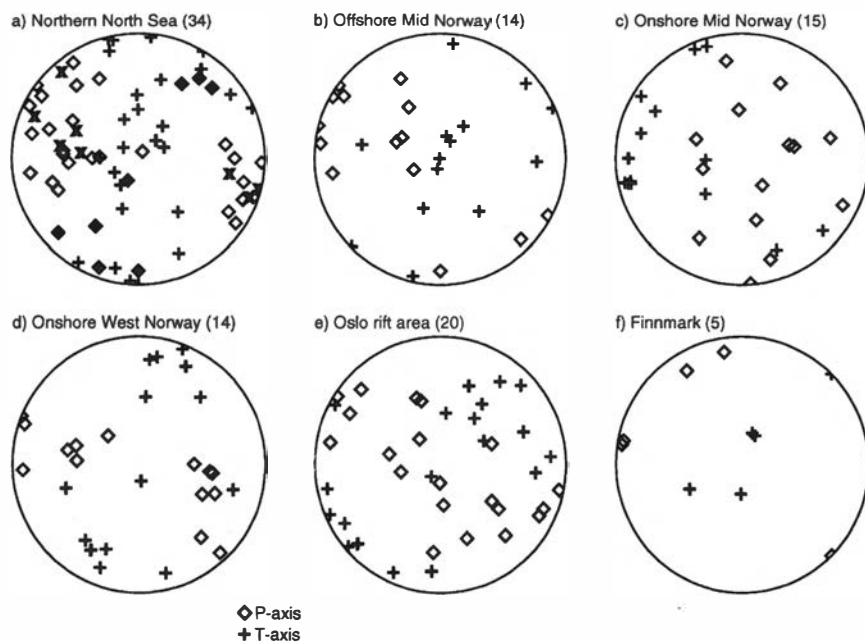 a) Northern North Sea (34)
b) Offshore Mid Norway (14)
c) Onshore Mid Norway (15)
d) Onshore West Norway (14)
e) Oslo rift area (20)
f) Finnmark (5)
P-axis
T-axis